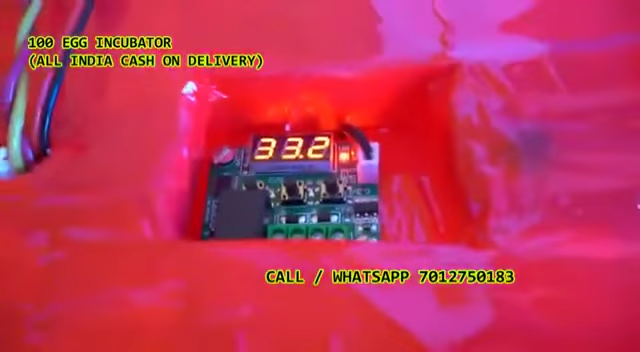 100 EGG INCUBATOR
(ALL INDIA CASH ON DELIVERY)
33.2
CALL / WHATSAPP 7012750183